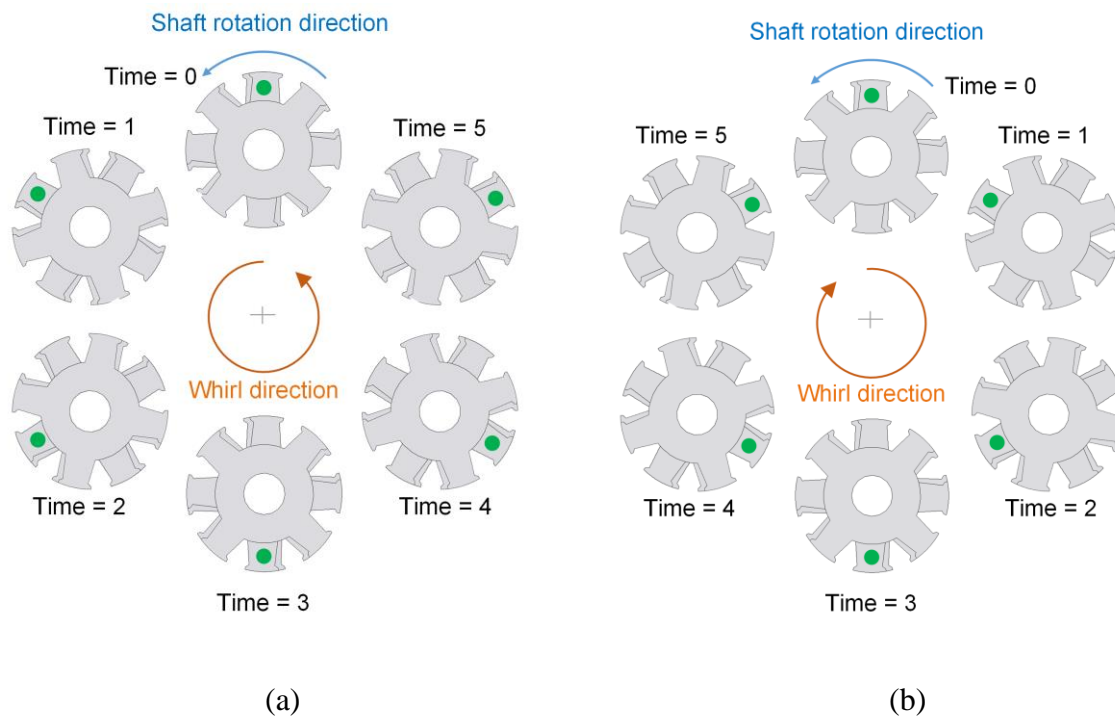 Shaft rotation direction
Time = 0
Time = 1
Time = 5
Whirl direction
Time = 2
Time = 4
Time = 3
(a)
Shaft rotation direction
Time = 0
Time = 5
Time = 1
Whirl direction
Time = 4
Time = 2
Time = 3
(b)